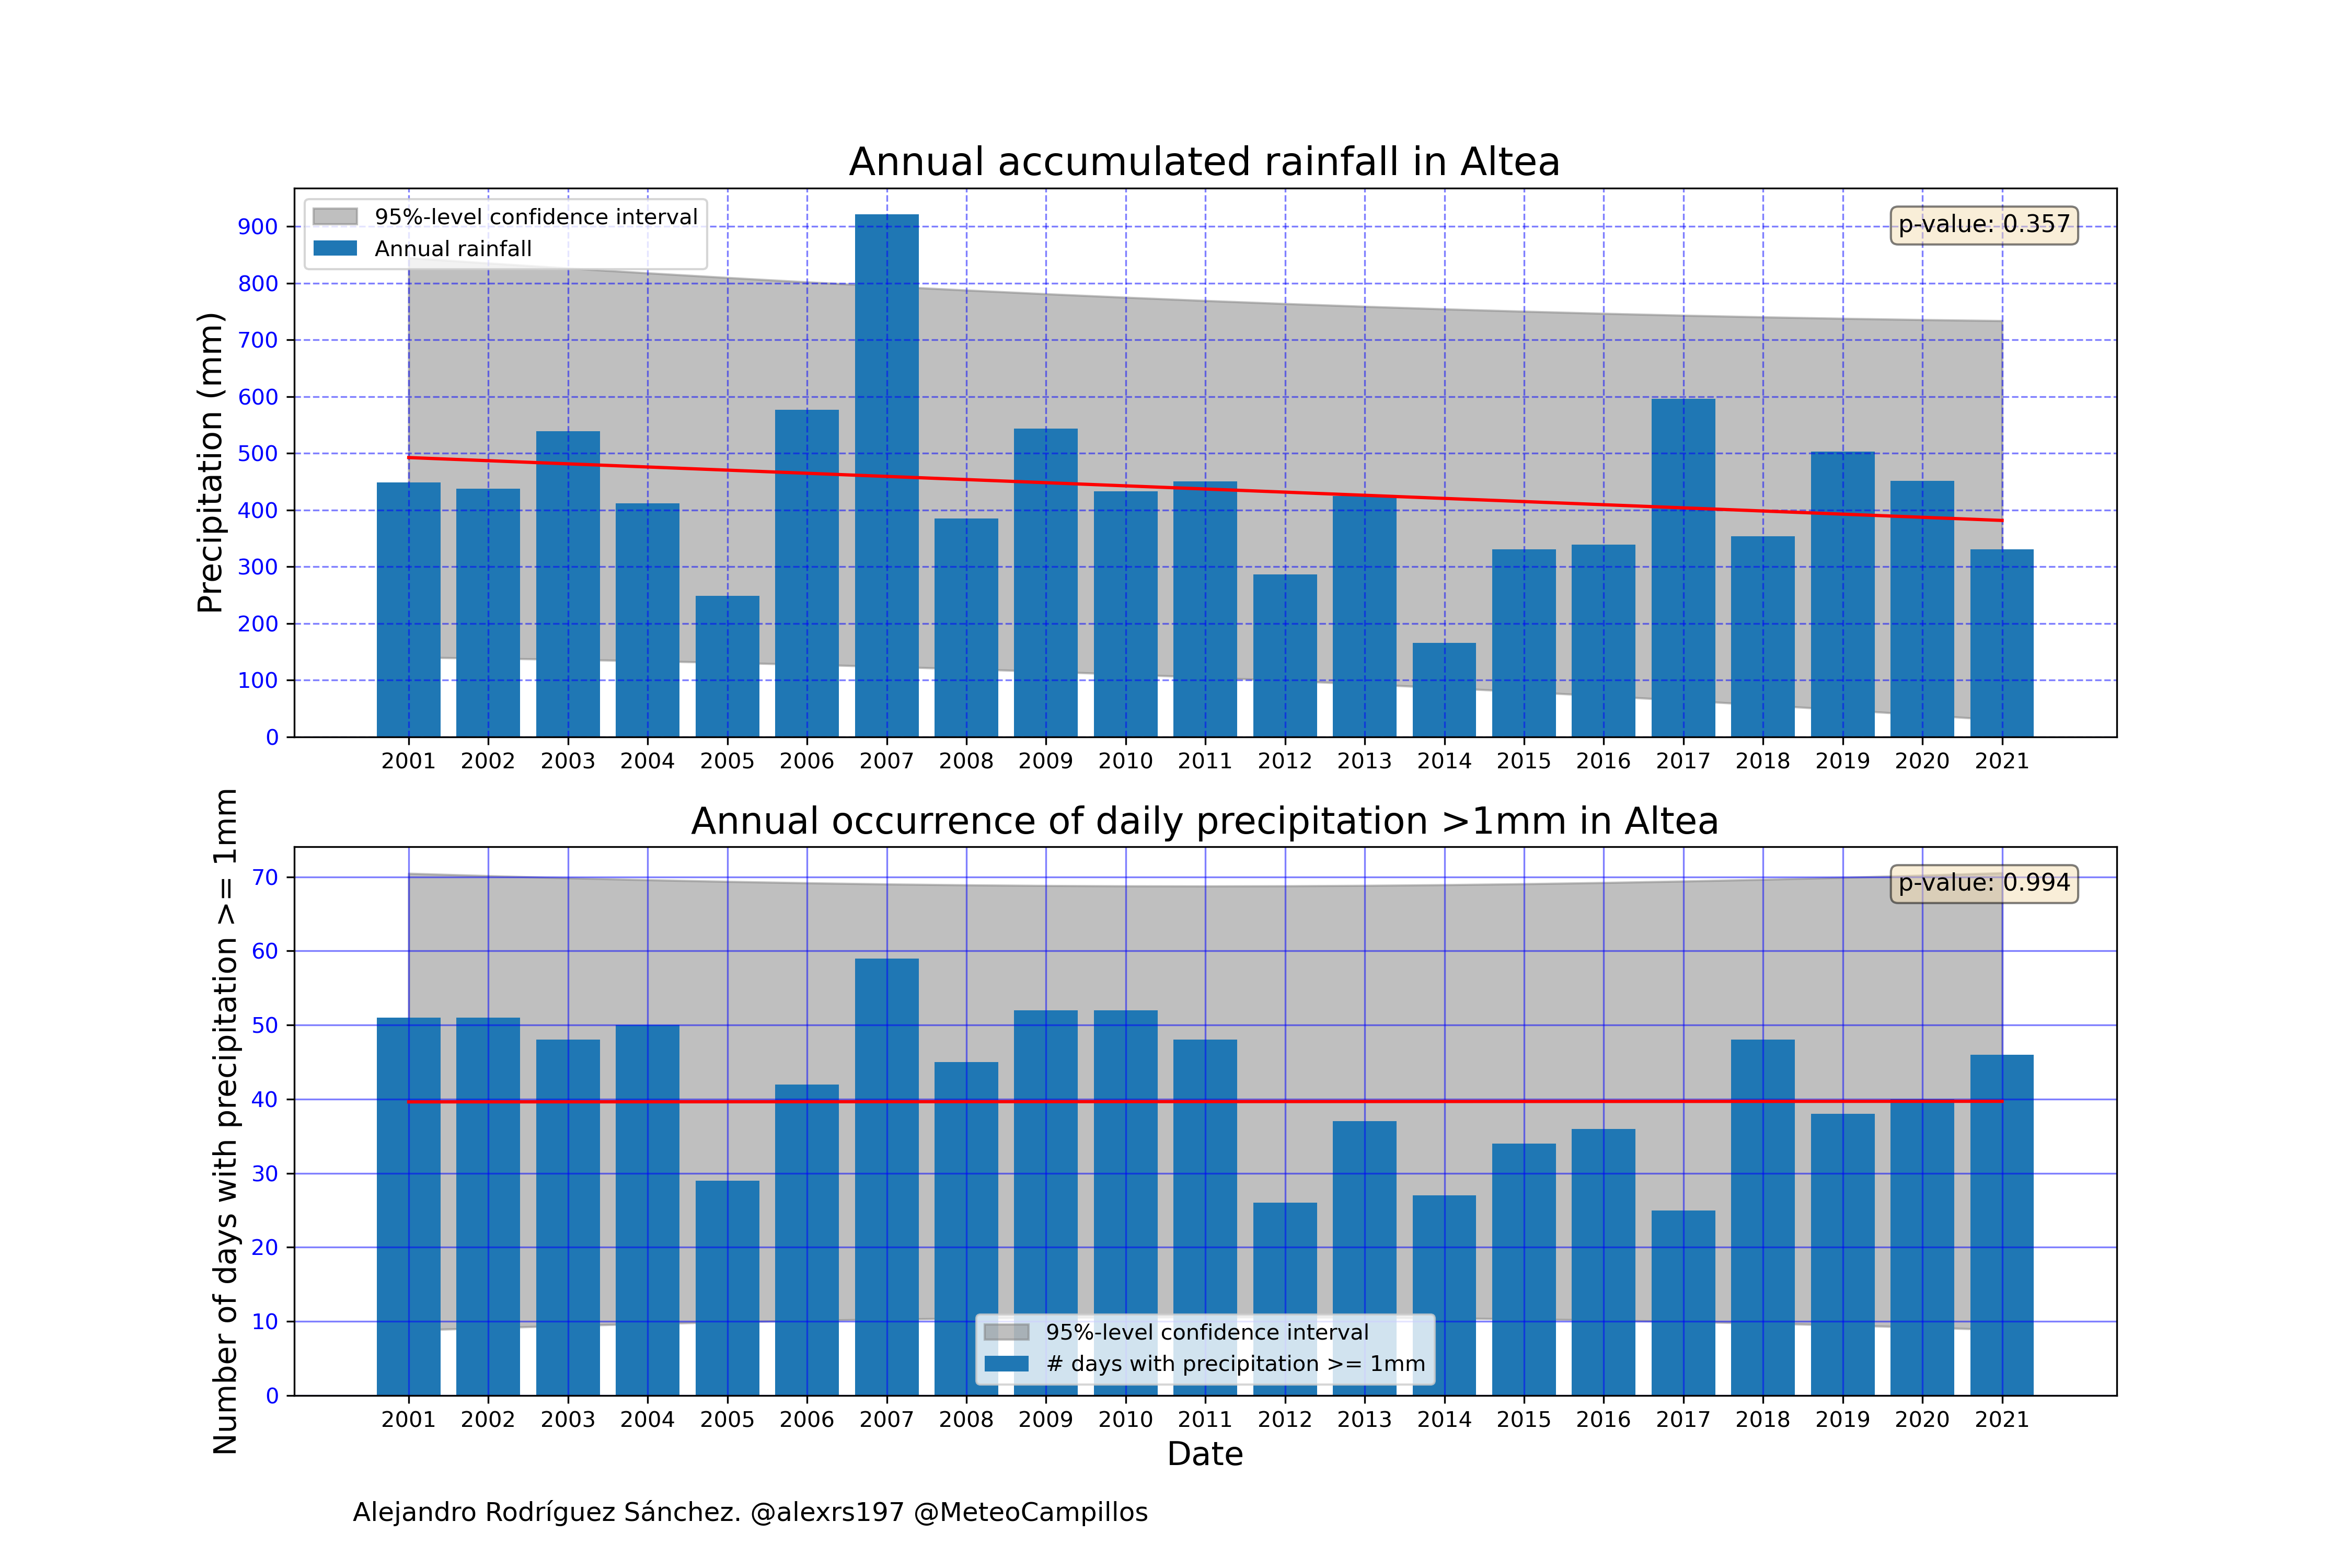 Annual accumulated rainfall in Altea
95%-level confidence interval
Annual rainfall
p-value: 0.357
Precipitation (mm)
900
800
700
600
500
400
300
200
100
0
2001 2002 2003 2004 2005 2006 2007 2008 2009 2010 2011 2012 2013 2014 2015 2016 2017 2018 2019 2020 2021
Annual occurrence of daily precipitation >1mm in Altea
p-value: 0.994
Number of days with precipitation >= 1mm
70
60
50
40
30
20
10
0
95%-level confidence interval
# days with precipitation >= 1mm
2001 2002 2003 2004 2005 2006 2007 2008 2009 2010 2011 2012 2013 2014 2015 2016 2017 2018 2019 2020 2021
Date
Alejandro Rodríguez Sánchez. @alexrs197 @MeteoCampillos